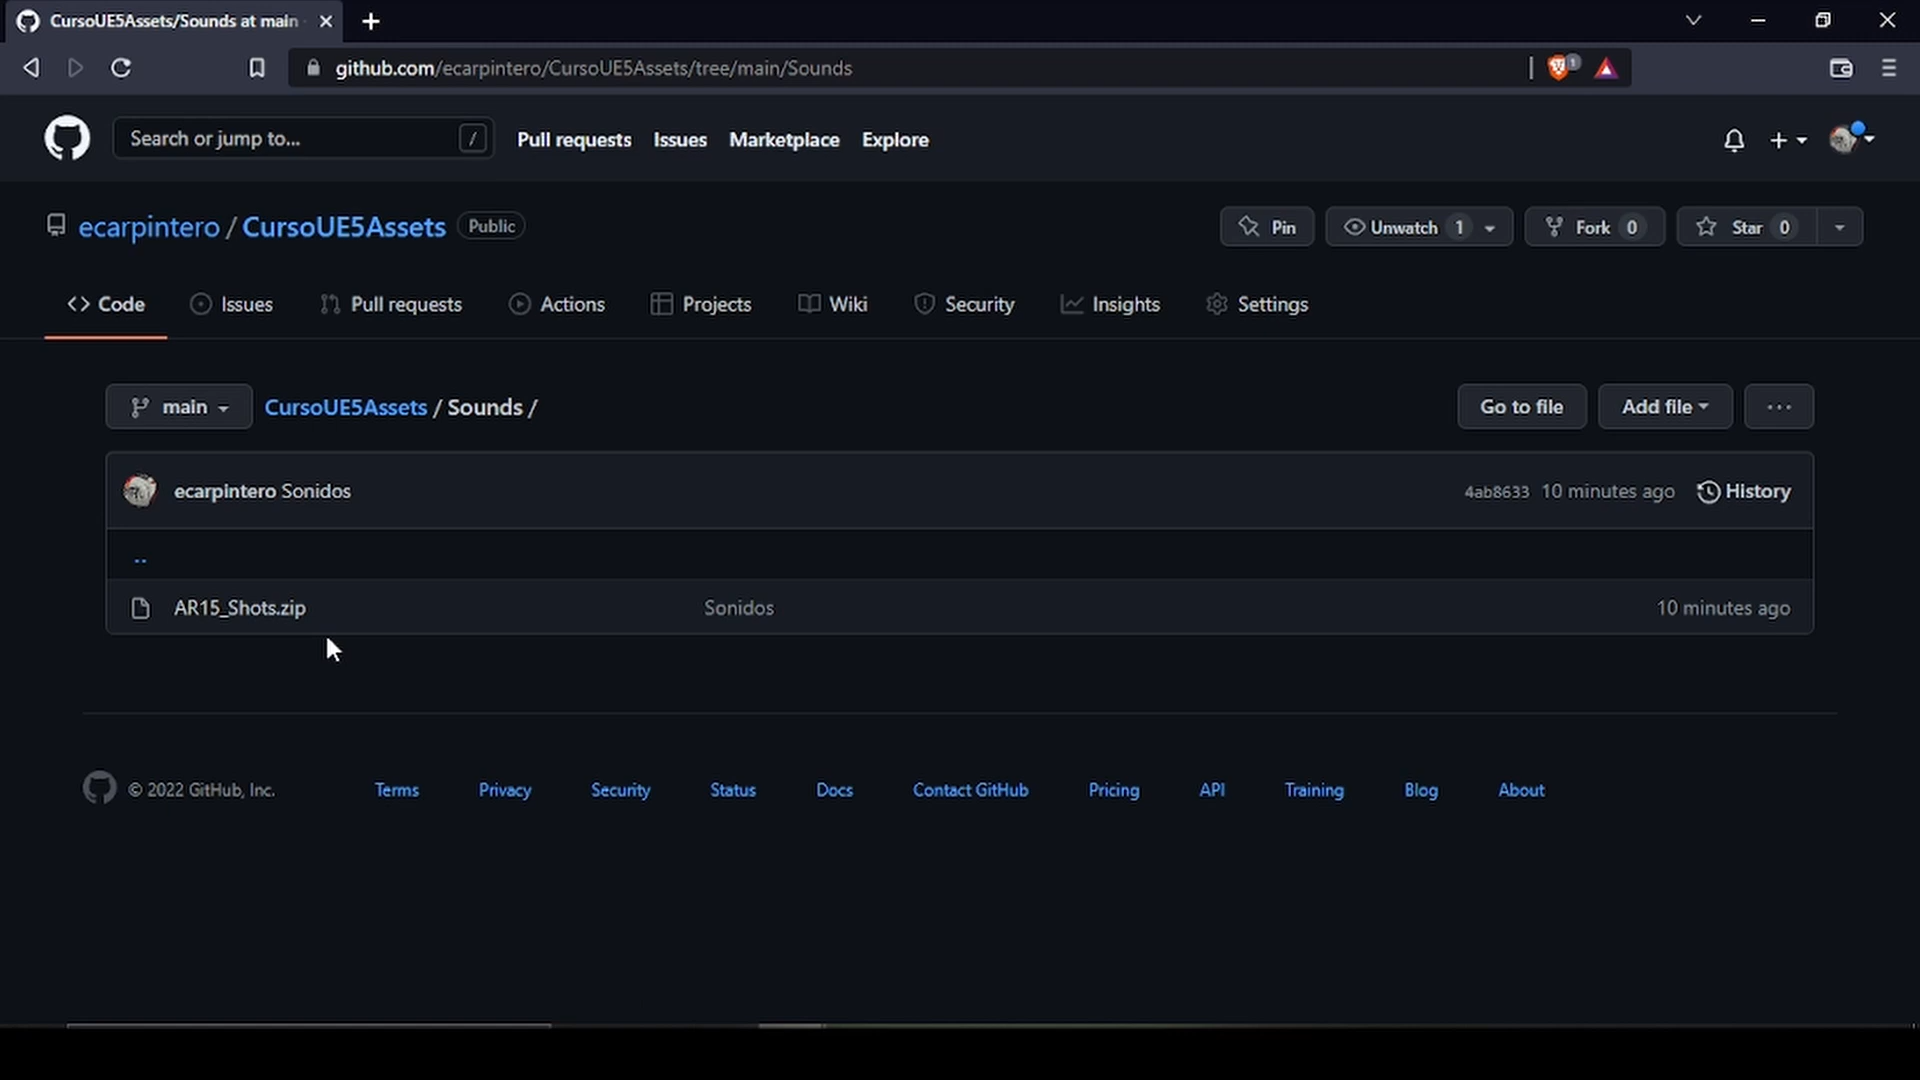 CursoUE5Assets/Sounds at main
github.com/ecarpintero/CursoUE5Assets/tree/main/Sounds 1
Search or jump to... / Pull requests Issues Marketplace Explore
ecarpintero / CursoUE5Assets Public Pin Unwatch 1 Fork 0 Star 0
Code Issues Pull requests Actions Projects Wiki Security Insights Settings
main CursoUE5Assets / Sounds / Go to file Add file ...
ecarpintero Sonidos 4ab8633 10 minutes ago History
..
AR15_Shots.zip Sonidos 10 minutes ago
© 2022 GitHub, Inc. Terms Privacy Security Status Docs Contact GitHub Pricing API Training Blog About